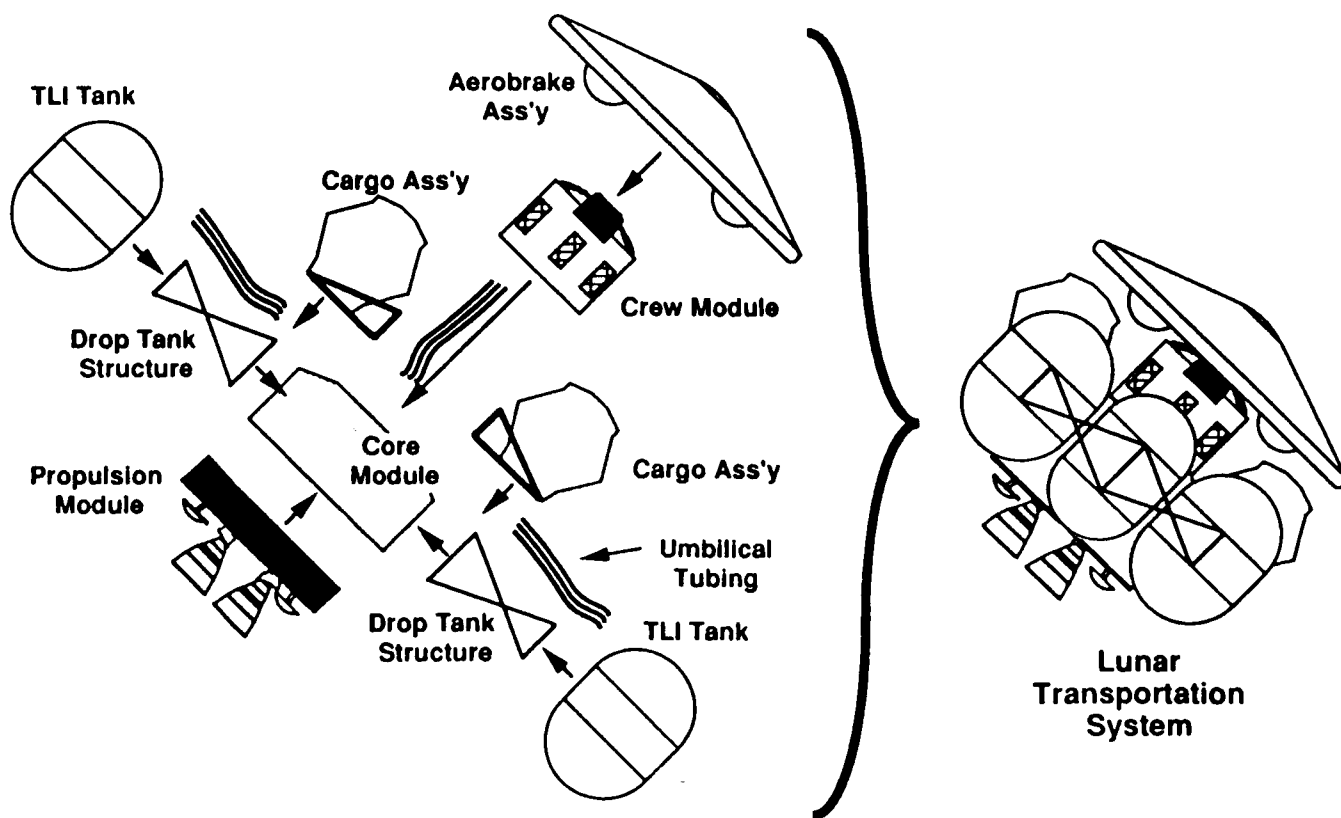 TLI Tank
Aerobrake
Ass'y
Cargo Ass'y
Crew Module
Drop Tank
Structure
Core
Module
Propulsion
Module
Cargo Ass'y
Umbilical
Tubing
Drop Tank
Structure
TLI Tank
Lunar
Transportation
System